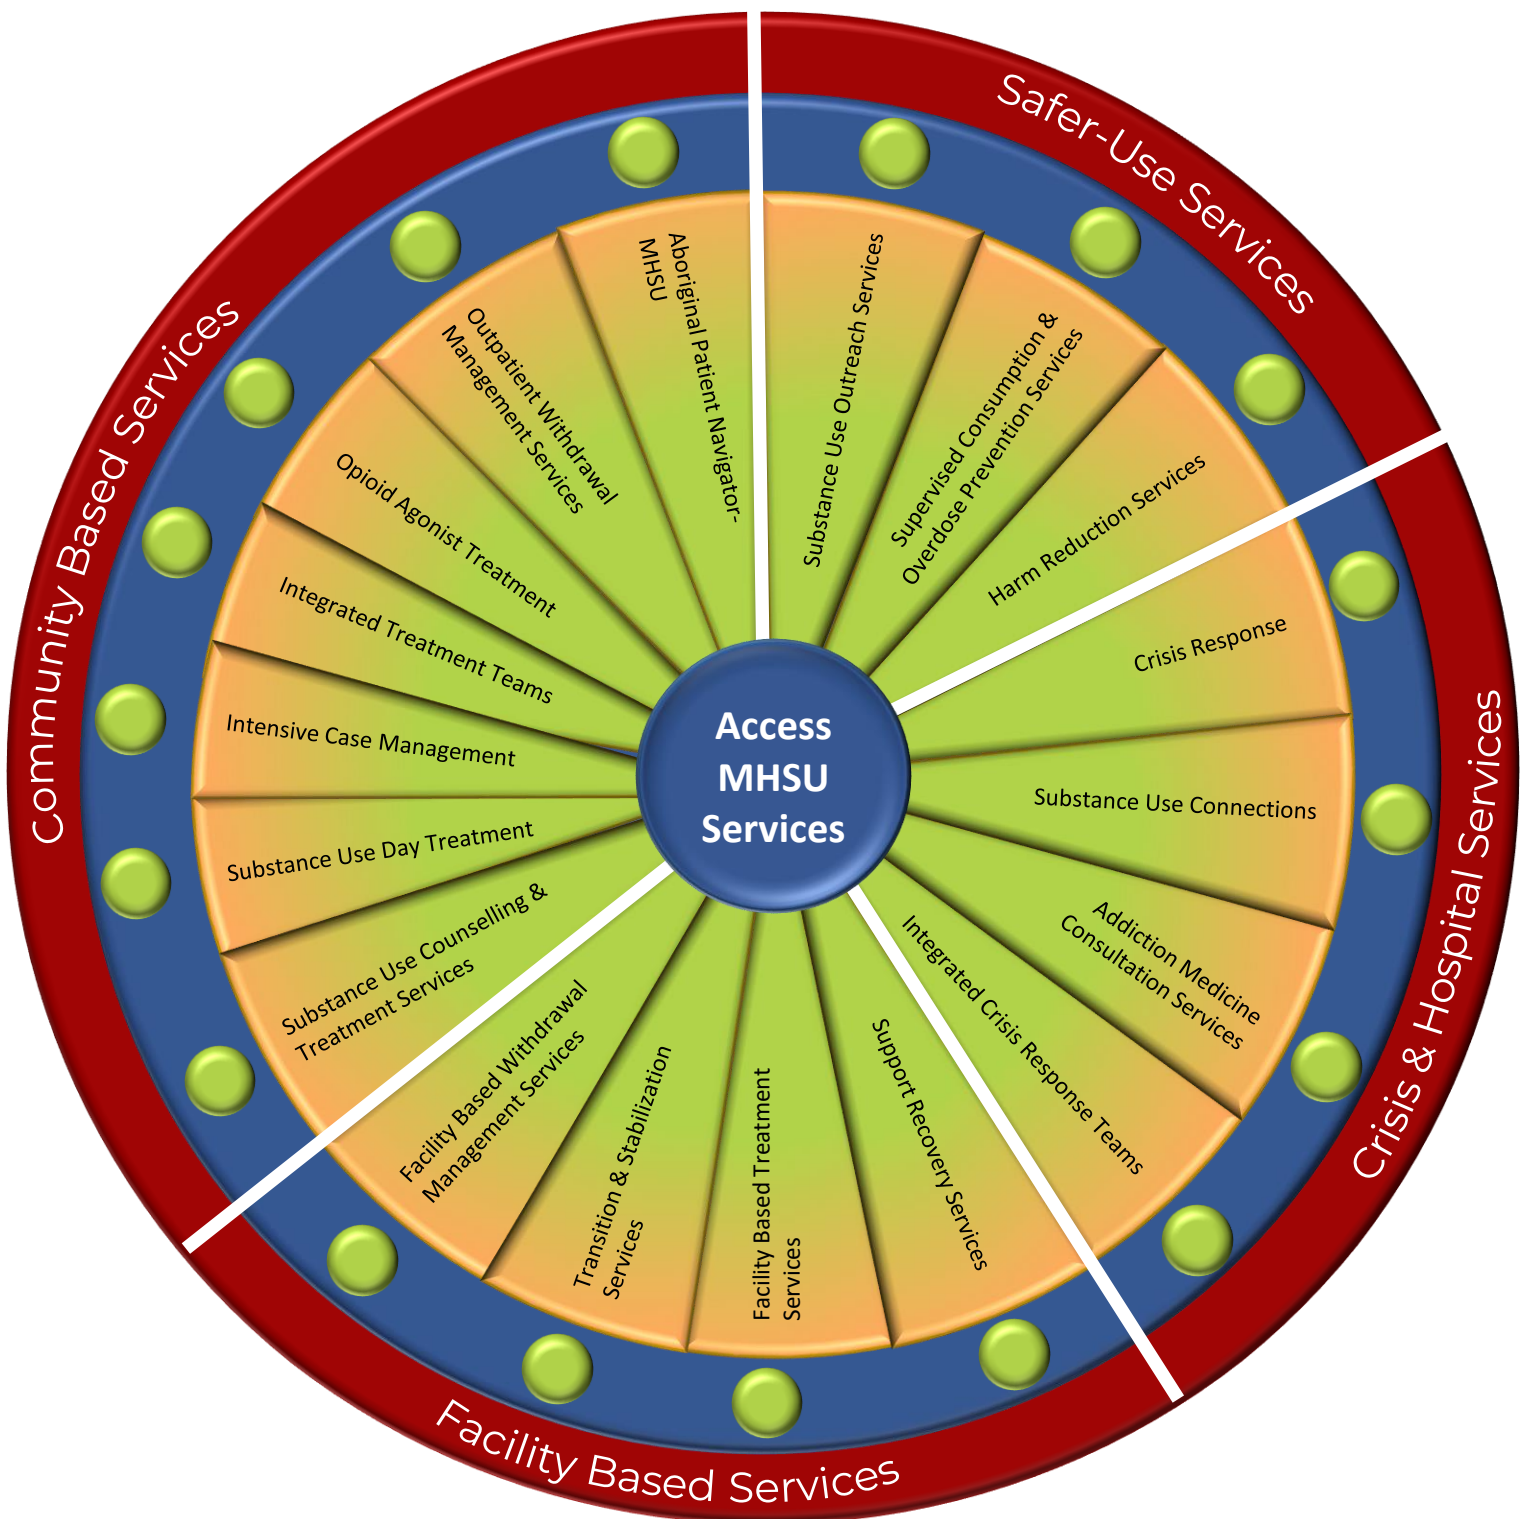 Safer-Use Services
Crisis & Hospital Services
Facility Based Services
Community Based Services
Access
MHSU
Services
Substance Use Outreach Services
Supervised Consumption &
Overdose Prevention Services
Harm Reduction Services
Crisis Response
Substance Use Connections
Addiction Medicine
Consultation Services
Integrated Crisis Response Teams
Support Recovery Services
Facility Based Treatment
Services
Transition & Stabilization
Services
Facility Based Withdrawal
Management Services
Substance Use Counselling &
Treatment Services
Substance Use Day Treatment
Intensive Case Management
Integrated Treatment Teams
Opioid Agonist Treatment
Outpatient Withdrawal
Management Services
Aboriginal Patient Navigator-
MHSU